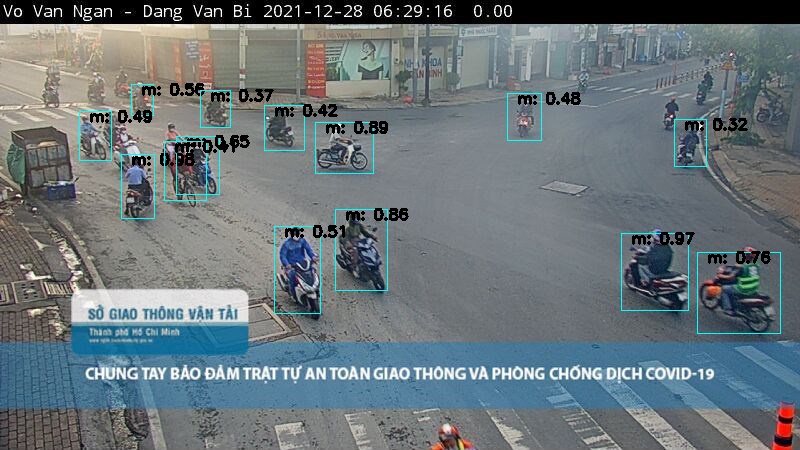 Vo Van Ngan - Dang Van Bi 2021-12-28 06:29:16 0.00
m: 0.56
m: 0.37
m: 0.48
m: 0.49
m: 0.42
m: 0.89
m: 0.32
m: 0.65
m: 0.98
m: 0.51
m: 0.86
m: 0.97
m: 0.76
SỞ GIAO THÔNG VẬN TẢI
Thành phố Hồ Chí Minh
CHUNG TAY BẢO ĐẢM TRẬT TỰ AN TOÀN GIAO THÔNG VÀ PHÒNG CHỐNG DỊCH COVID-19